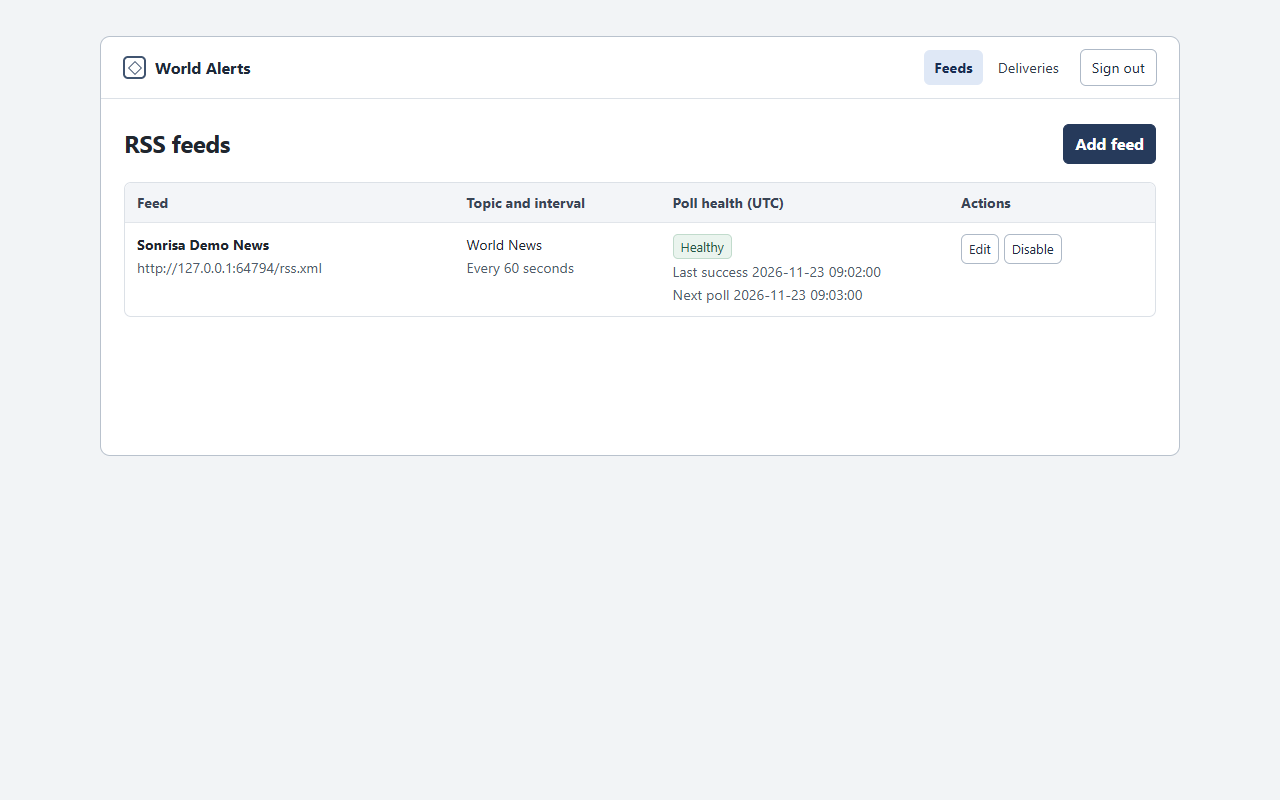 World Alerts
Feeds
Deliveries
Sign out
RSS feeds
Add feed
Feed
Topic and interval
Poll health (UTC)
Actions
Sonrisa Demo News
http://127.0.0.1:64794/rss.xml
World News
Every 60 seconds
Healthy
Last success 2026-11-23 09:02:00
Next poll 2026-11-23 09:03:00
Edit
Disable